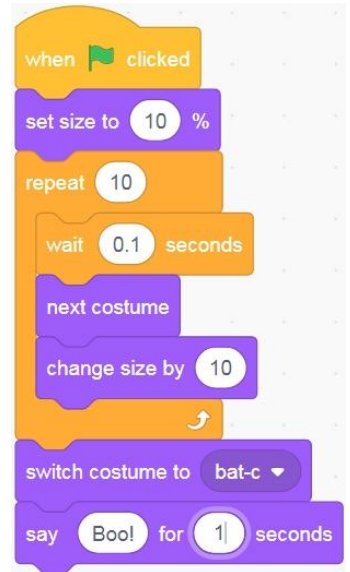 when clicked
set size to 10 %
repeat 10
wait 0.1 seconds
next costume
change size by 10
switch costume to bat-c
say Boo! for 1 seconds